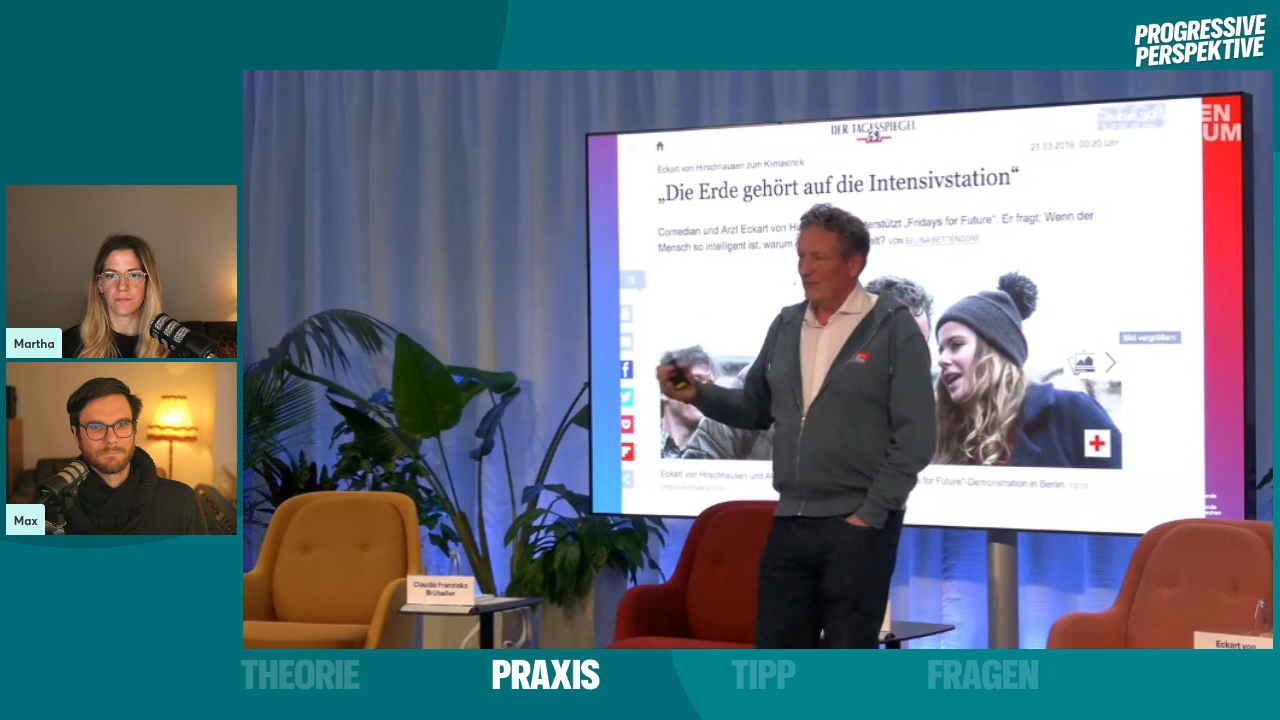 PROGRESSIVE
PERSPEKTIVE
DER TAGESSPIEGEL
EN
UM
21.03.2019, 00:20 Uhr
Eckart von Hirschhausen zum Klimastreik
„Die Erde gehört auf die Intensivstation“
Comedian und Arzt Eckart von Hi terstützt „Fridays for Future“. Er fragt: Wenn der
Mensch so intelligent ist, warum elt? VON SELINA BETTENDORF
Bild vergrößern
Eckart von Hirschhausen und s for Future"-Demonstration in Berlin. FOTO
Martha
Max
Claudia Franziska
Brühwiler
Eckart von
THEORIE PRAXIS TIPP FRAGEN